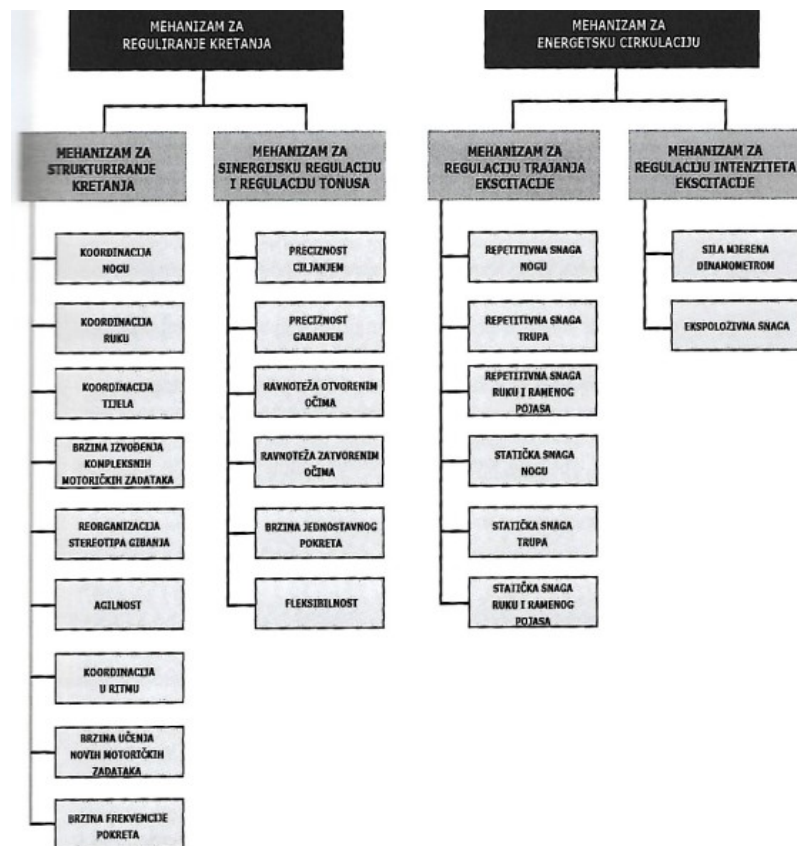 MEHANIZAM ZA
REGULIRANJE KRETANJA
MEHANIZAM ZA
STRUKTURIRANJE
KRETANJA
KOORDINACIJA
NOGU
KOORDINACIJA
RUKU
KOORDINACIJA
TIJELA
BRZINA IZVOĐENJA
KOMPLEKSNIH
MOTORIČKIH ZADATAKA
REORGANIZACIJA
STEREOTIPA GIBANJA
AGILNOST
KOORDINACIJA
U RITMU
BRZINA UČENJA
NOVIH MOTORIČKIH
ZADATAKA
BRZINA FREKVENCIJE
POKRETA
MEHANIZAM ZA
SINERGIJSKU REGULACIJU
I REGULACIJU TONUSA
PRECIZNOST
CILJANJEM
PRECIZNOST
GAĐANJEM
RAVNOTEŽA OTVORENIM
OČIMA
RAVNOTEŽA ZATVORENIM
OČIMA
BRZINA JEDNOSTAVNOG
POKRETA
FLEKSIBILNOST
MEHANIZAM ZA
ENERGETSKU CIRKULACIJU
MEHANIZAM ZA
REGULACIJU TRAJANJA
EKSCITACIJE
REPETITIVNA SNAGA
NOGU
REPETITIVNA SNAGA
TRUPA
REPETITIVNA SNAGA
RUKU I RAMENOG
POJASA
STATIČKA SNAGA
NOGU
STATIČKA SNAGA
TRUPA
STATIČKA SNAGA
RUKU I RAMENOG
POJASA
MEHANIZAM ZA
REGULACIJU INTENZITETA
EKSCITACIJE
SILA MJERENA
DINAMOMETROM
EKSPOLOZIVNA SNAGA